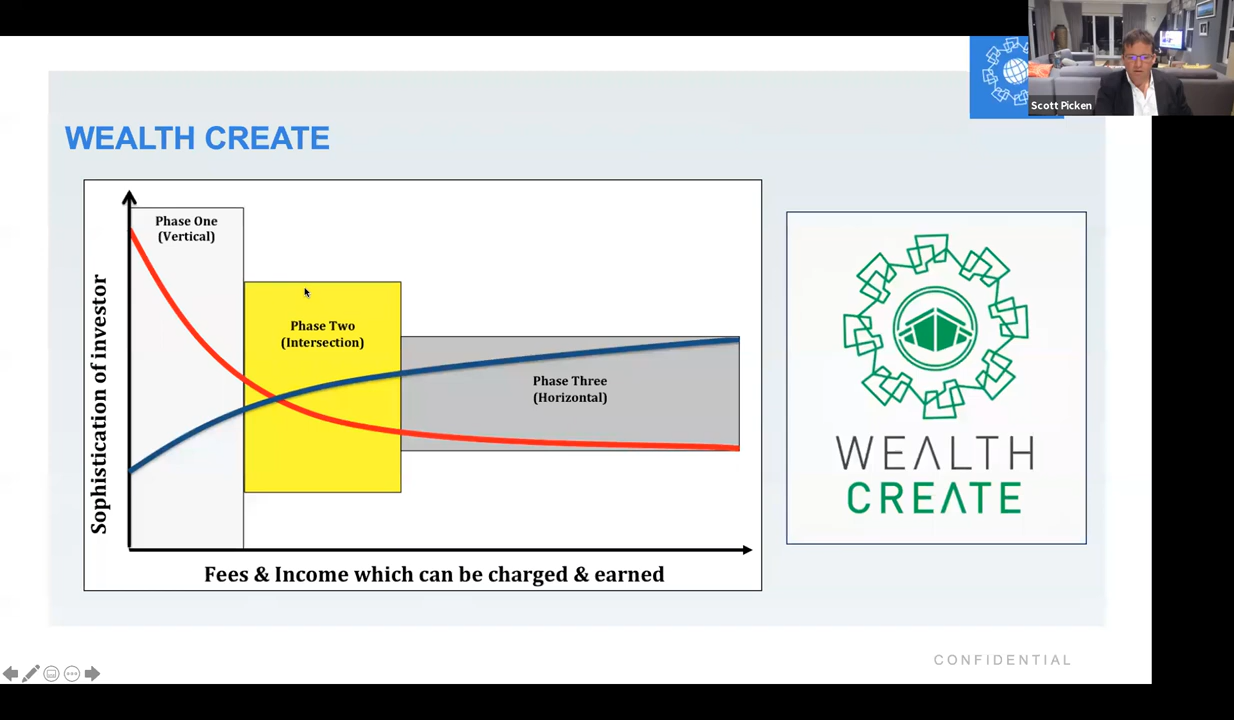 Scott Picken
WEALTH CREATE
Phase One
(Vertical)
Phase Two
(Intersection)
Phase Three
(Horizontal)
Sophistication of investor
Fees & Income which can be charged & earned
WEALTH
CREATE
CONFIDENTIAL